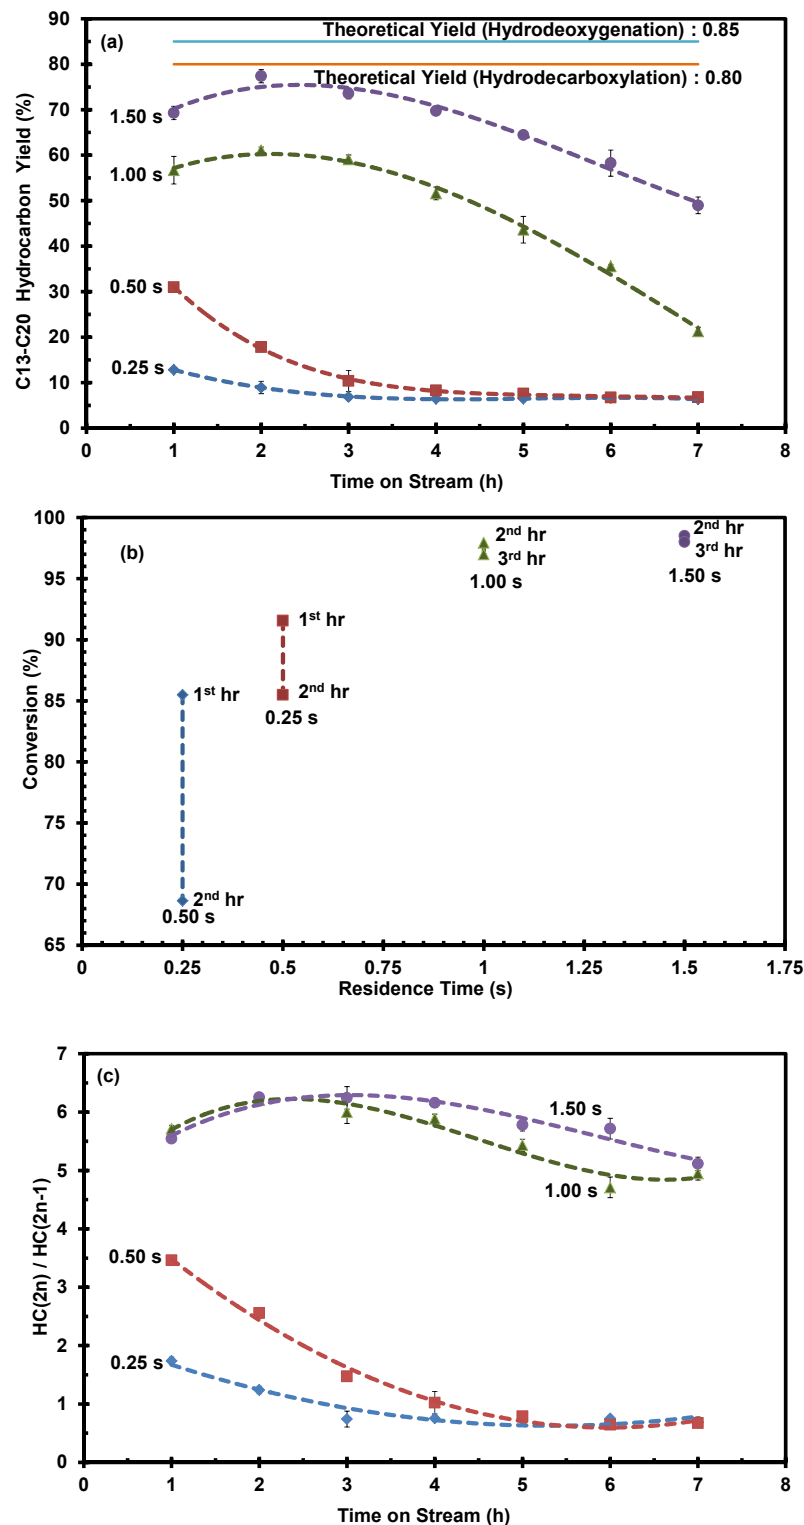 (a)
Theoretical Yield (Hydrodeoxygenation) : 0.85
Theoretical Yield (Hydrodecarboxylation) : 0.80
1.50 s
1.00 s
0.50 s
0.25 s
C13-C20 Hydrocarbon Yield (%)
90
80
70
60
50
40
30
20
10
0
0 1 2 3 4 5 6 7 8
Time on Stream (h)
(b)
2nd hr
3rd hr
1.00 s
2nd hr
3rd hr
1.50 s
1st hr
2nd hr
0.25 s
1st hr
2nd hr
0.50 s
Conversion (%)
100
95
90
85
80
75
70
65
0 0.25 0.5 0.75 1 1.25 1.5 1.75
Residence Time (s)
(c)
1.50 s
1.00 s
0.50 s
0.25 s
HC(2n) / HC(2n-1)
7
6
5
4
3
2
1
0
0 1 2 3 4 5 6 7 8
Time on Stream (h)